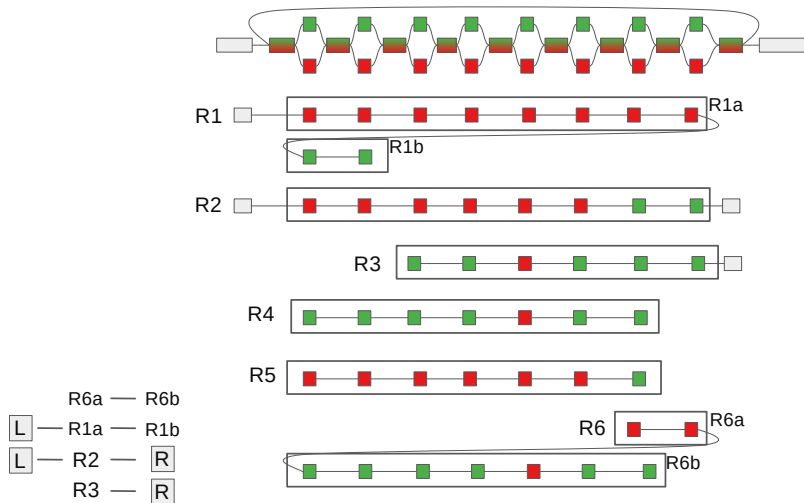 R1
R1a
R1b
R2
R3
R4
R5
R6
R6a
R6b
R6a R6b
L R1a R1b
L R2 R
R3 R